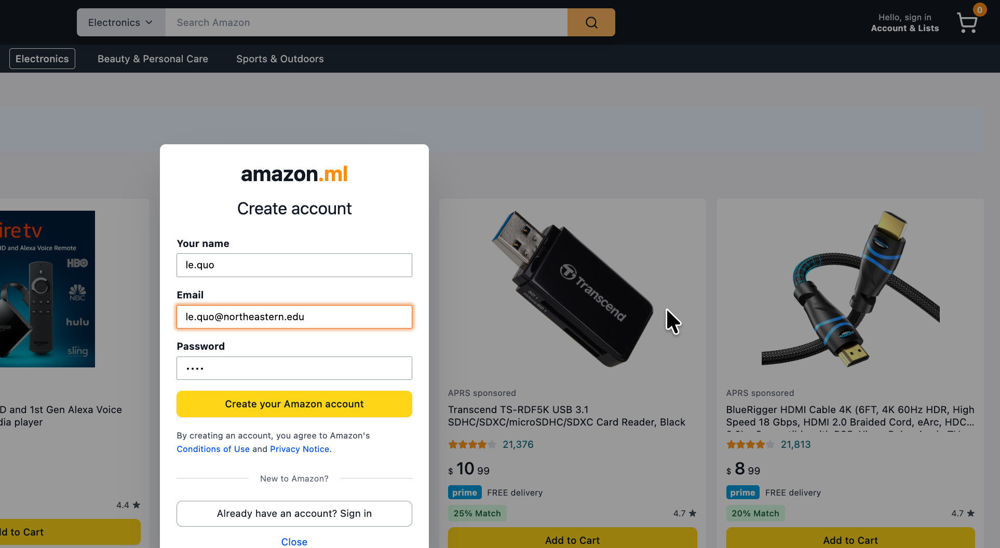 Electronics
Search Amazon
Hello, sign in
Account & Lists
0
Electronics
Beauty & Personal Care
Sports & Outdoors
amazon.ml
Create account
Your name
le.quo
Email
le.quo@northeastern.edu
Password
••••
Create your Amazon account
By creating an account, you agree to Amazon's
Conditions of Use and Privacy Notice.
New to Amazon?
Already have an account? Sign in
Close
ire tv
HD and Alexa Voice Remote
HBO
NBC
hulu
sling
amazon
D and 1st Gen Alexa Voice
dia player
4.4 ★
dd to Cart
Transcend
SD
microSD
APRS sponsored
Transcend TS-RDF5K USB 3.1
SDHC/SDXC/microSDHC/SDXC Card Reader, Black
21,376
$ 10 99
prime FREE delivery
25% Match
4.7 ★
Add to Cart
APRS sponsored
BlueRigger HDMI Cable 4K (6FT, 4K 60Hz HDR, High
Speed 18 Gbps, HDMI 2.0 Braided Cord, eArc, HDC...
21,813
$ 8 99
prime FREE delivery
20% Match
4.7 ★
Add to Cart